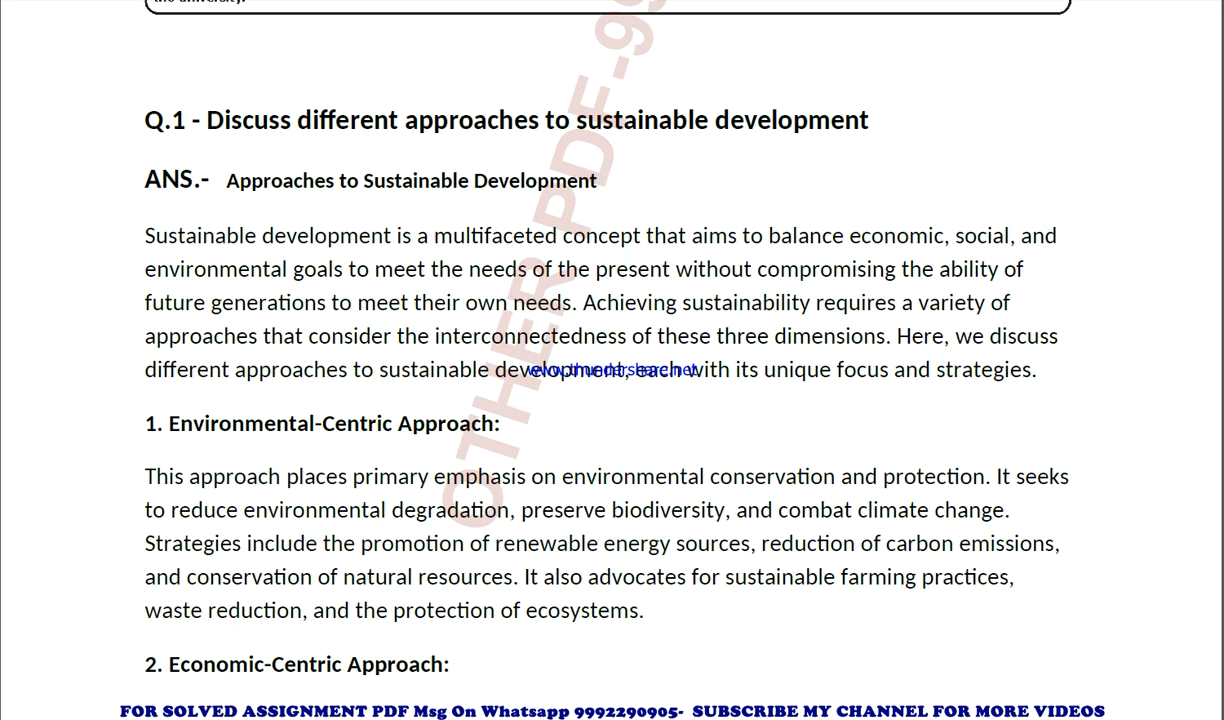 the university.
Q.1 - Discuss different approaches to sustainable development
ANS.- Approaches to Sustainable Development
Sustainable development is a multifaceted concept that aims to balance economic, social, and
environmental goals to meet the needs of the present without compromising the ability of
future generations to meet their own needs. Achieving sustainability requires a variety of
approaches that consider the interconnectedness of these three dimensions. Here, we discuss
different approaches to sustainable development, each with its unique focus and strategies.
1. Environmental-Centric Approach:
This approach places primary emphasis on environmental conservation and protection. It seeks
to reduce environmental degradation, preserve biodiversity, and combat climate change.
Strategies include the promotion of renewable energy sources, reduction of carbon emissions,
and conservation of natural resources. It also advocates for sustainable farming practices,
waste reduction, and the protection of ecosystems.
2. Economic-Centric Approach:
FOR SOLVED ASSIGNMENT PDF Msg On Whatsapp 9992290905- SUBSCRIBE MY CHANNEL FOR MORE VIDEOS
OTHER PDF-99